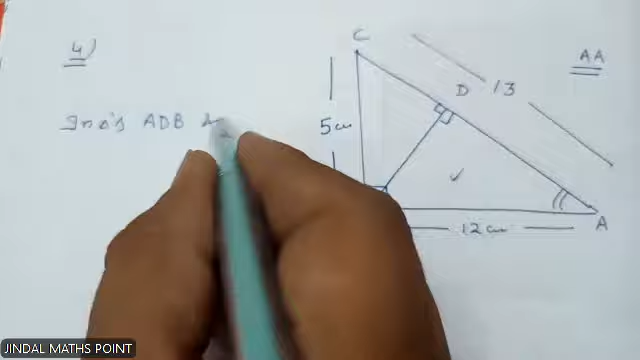 4)
C
AA
D 13
In Δ's ADB
5cm
A
12cm
JINDAL MATHS POINT